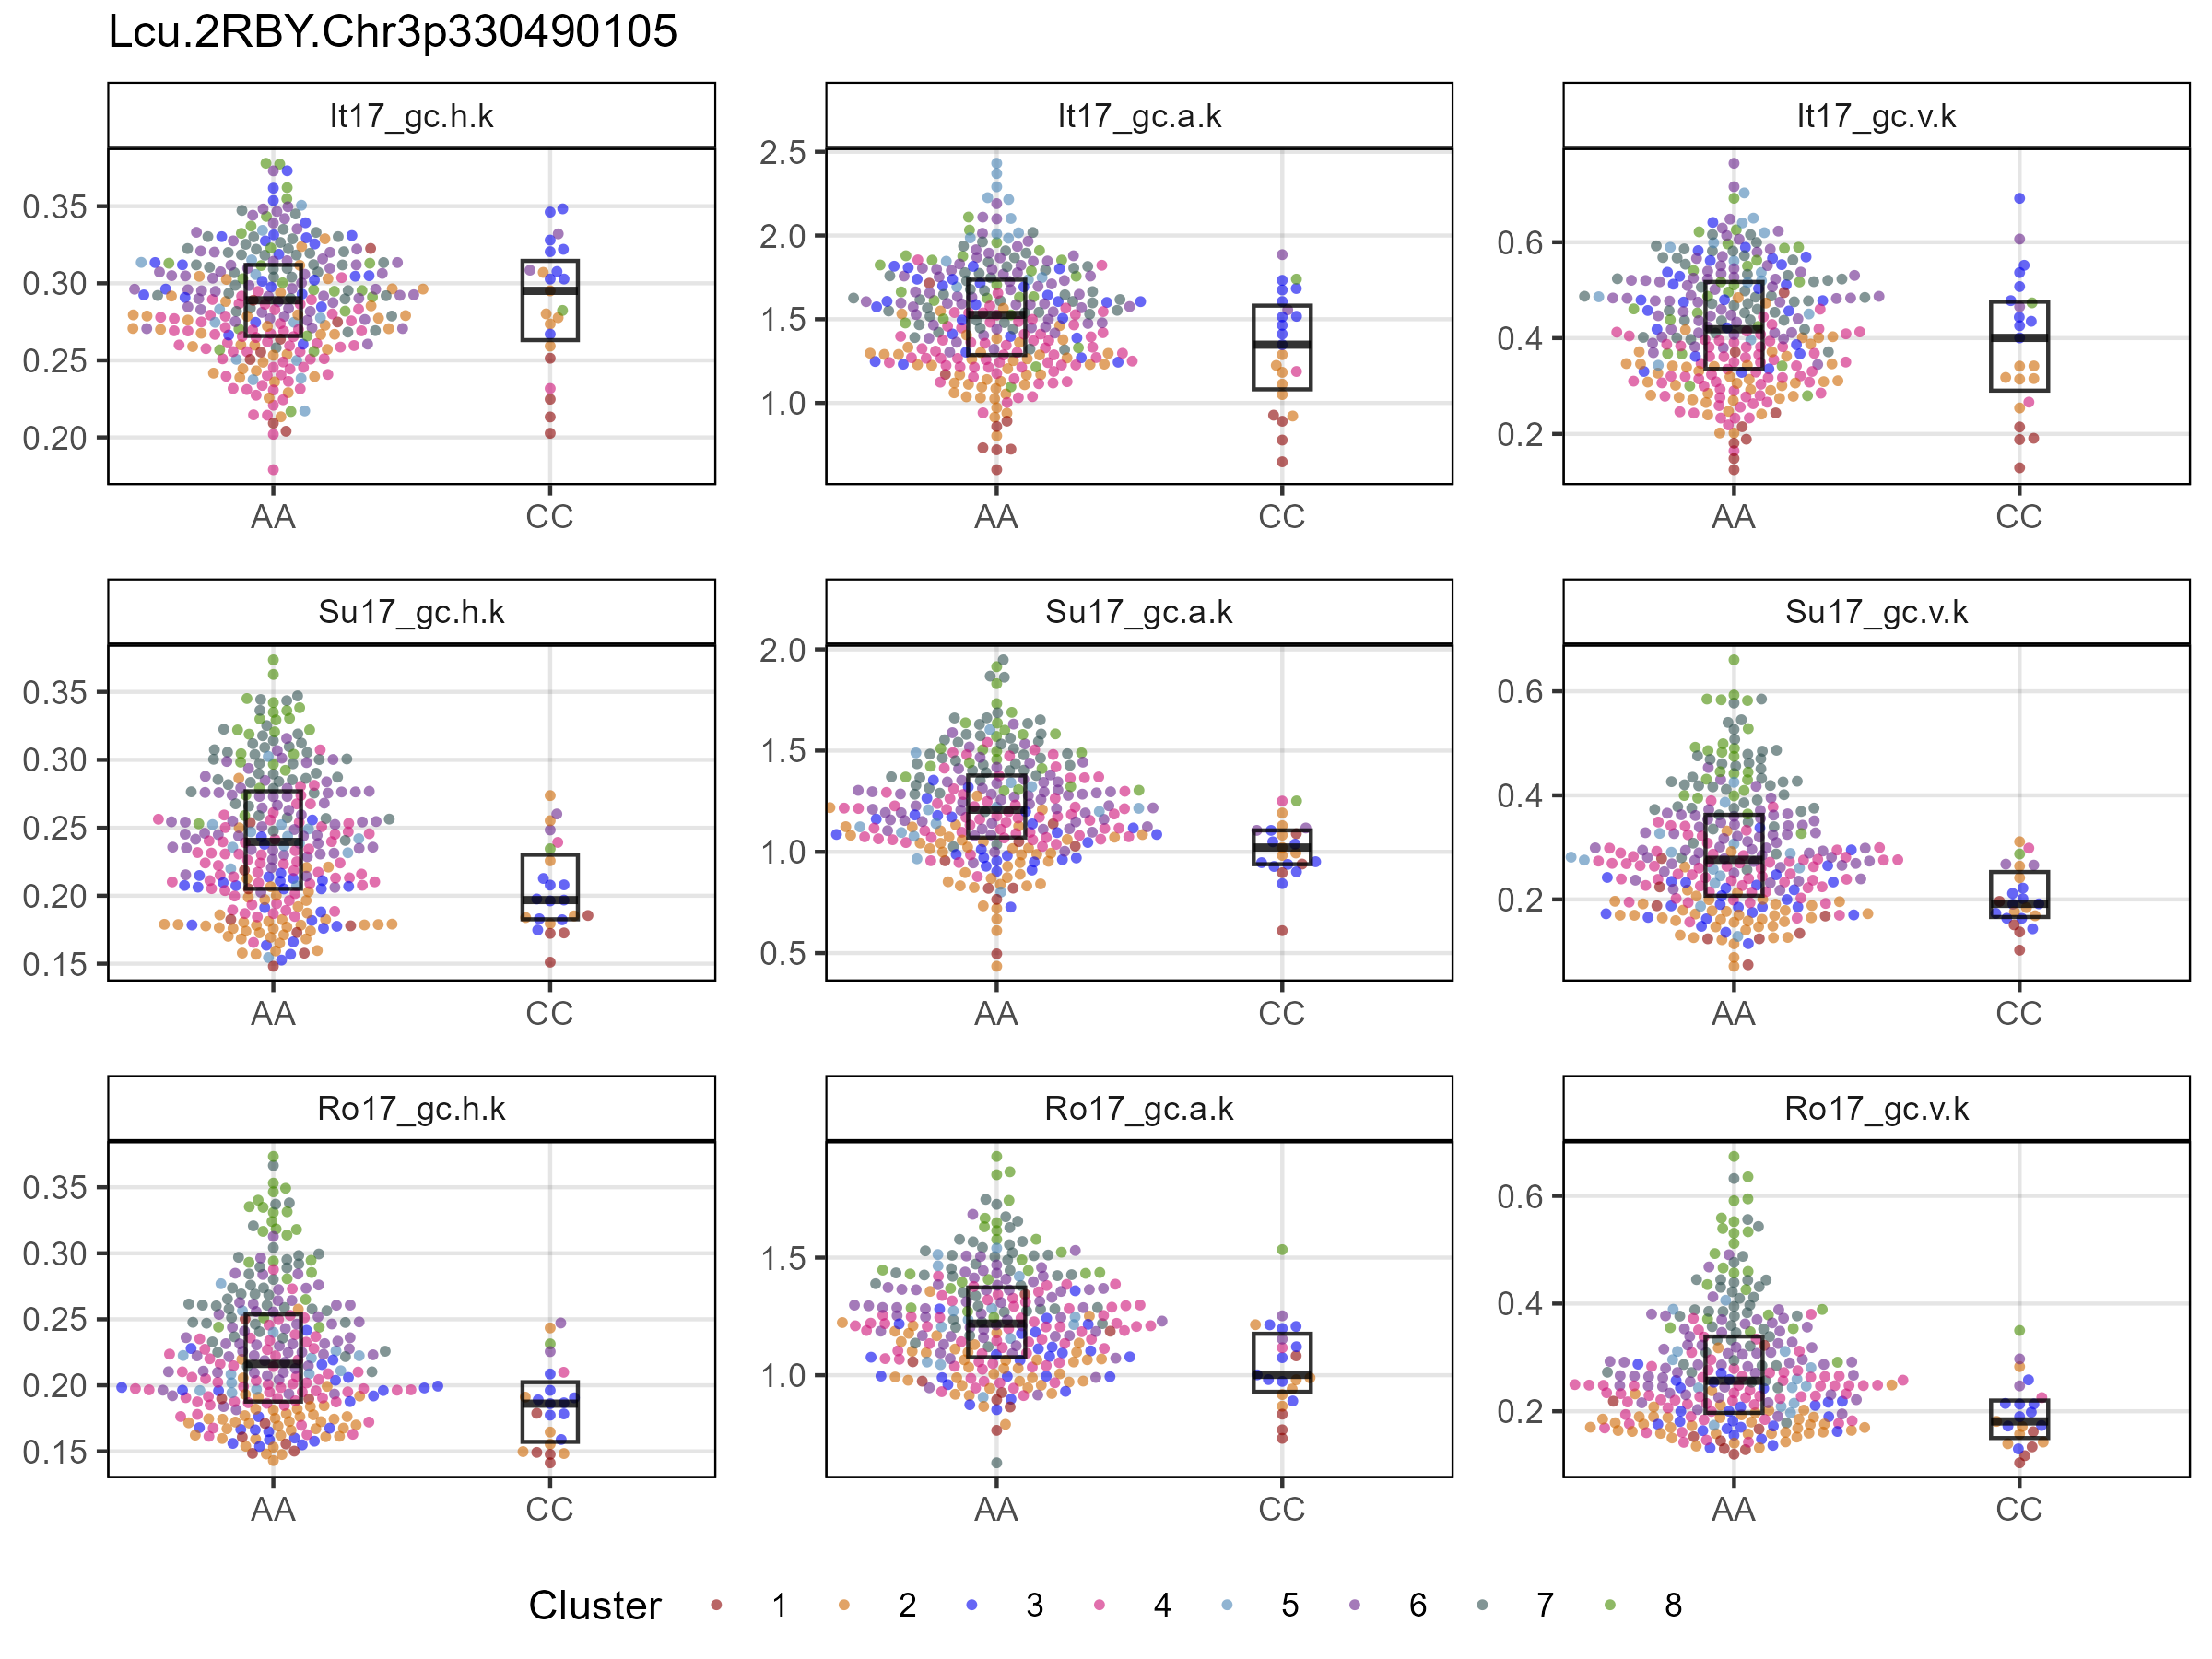 Lcu.2RBY.Chr3p330490105
It17_gc.h.k
It17_gc.a.k
It17_gc.v.k
0.35
0.30
0.25
0.20
AA
CC
2.5
2.0
1.5
1.0
AA
CC
0.6
0.4
0.2
AA
CC
Su17_gc.h.k
Su17_gc.a.k
Su17_gc.v.k
0.35
0.30
0.25
0.20
0.15
AA
CC
2.0
1.5
1.0
0.5
AA
CC
0.6
0.4
0.2
AA
CC
Ro17_gc.h.k
Ro17_gc.a.k
Ro17_gc.v.k
0.35
0.30
0.25
0.20
0.15
AA
CC
1.5
1.0
AA
CC
0.6
0.4
0.2
AA
CC
Cluster 1 2 3 4 5 6 7 8